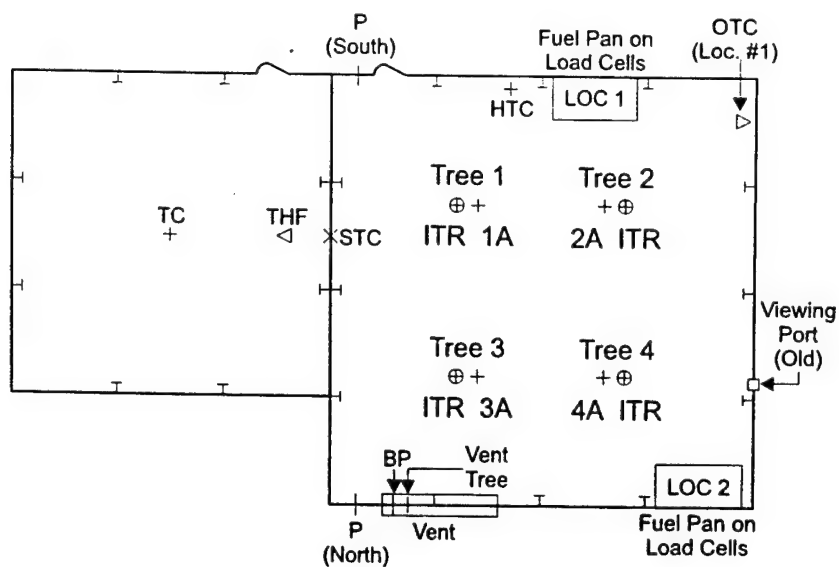 P
(South)
Fuel Pan on
Load Cells
OTC
(Loc. #1)
HTC
LOC 1
Tree 1
Tree 2
ITR 1A
2A ITR
TC
THF
STC
Viewing
Port
(Old)
Tree 3
Tree 4
ITR 3A
4A ITR
BP
Vent
Tree
LOC 2
P
(North)
Vent
Fuel Pan on
Load Cells